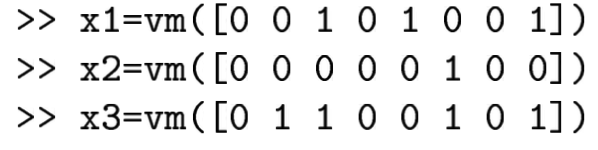 >> x1=vm([0 0 1 0 1 0 0 1])
>> x2=vm([0 0 0 0 0 1 0 0])
>> x3=vm([0 1 1 0 0 1 0 1])